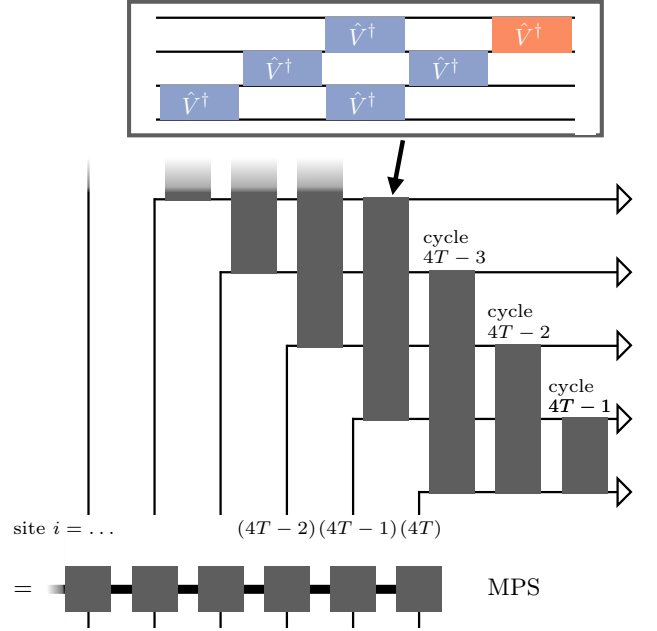 V̂† V̂†
V̂† V̂†
V̂† V̂†
cycle
4T − 3
cycle
4T − 2
cycle
4T − 1
site i = . . . (4T − 2) (4T − 1) (4T)
= MPS